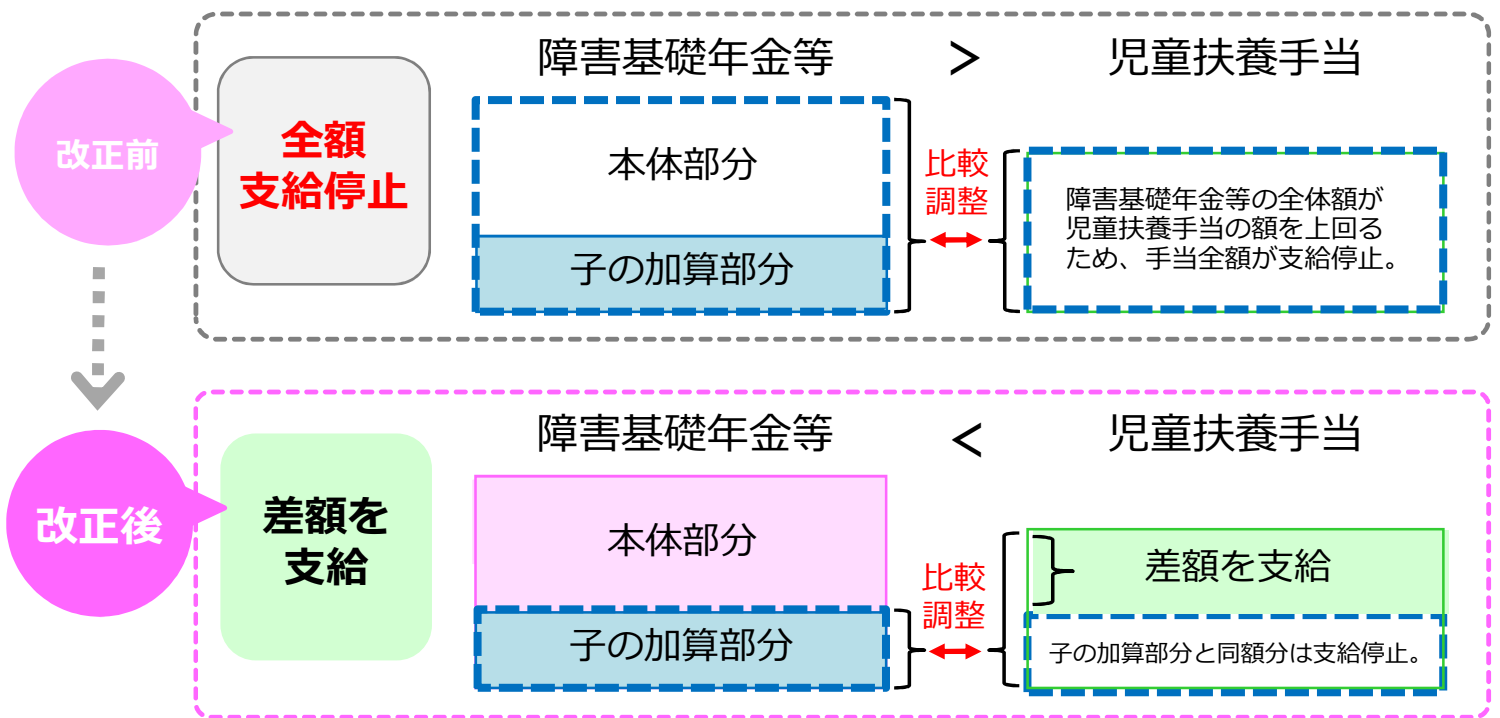 改正前
全額
支給停止
障害基礎年金等 > 児童扶養手当
本体部分
子の加算部分
比較
調整
障害基礎年金等の全体額が
児童扶養手当の額を上回る
ため、手当全額が支給停止。
改正後
差額を
支給
障害基礎年金等 < 児童扶養手当
本体部分
子の加算部分
比較
調整
差額を支給
子の加算部分と同額分は支給停止。